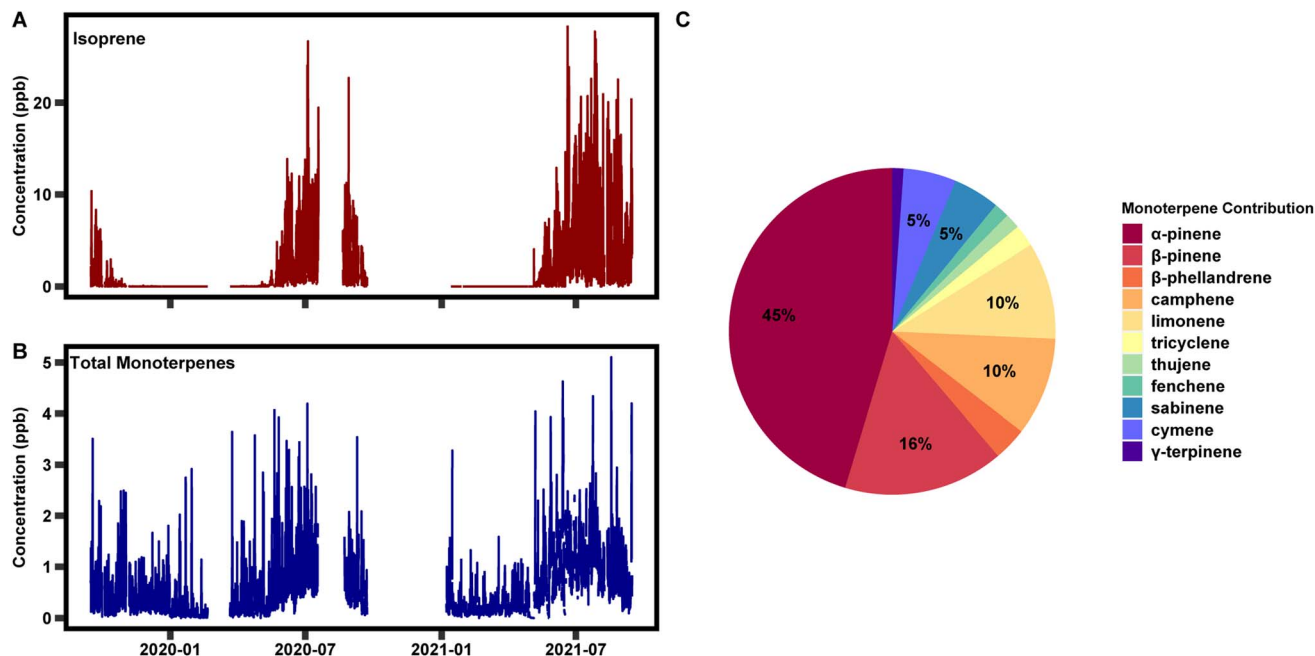 A
Isoprene
Concentration (ppb)
20
10
0
B
Total Monoterpenes
Concentration (ppb)
5
4
3
2
1
0
2020-01
2020-07
2021-01
2021-07
C
5%
5%
10%
10%
16%
45%
Monoterpene Contribution
α-pinene
β-pinene
β-phellandrene
camphene
limonene
tricyclene
thujene
fenchene
sabinene
cymene
γ-terpinene